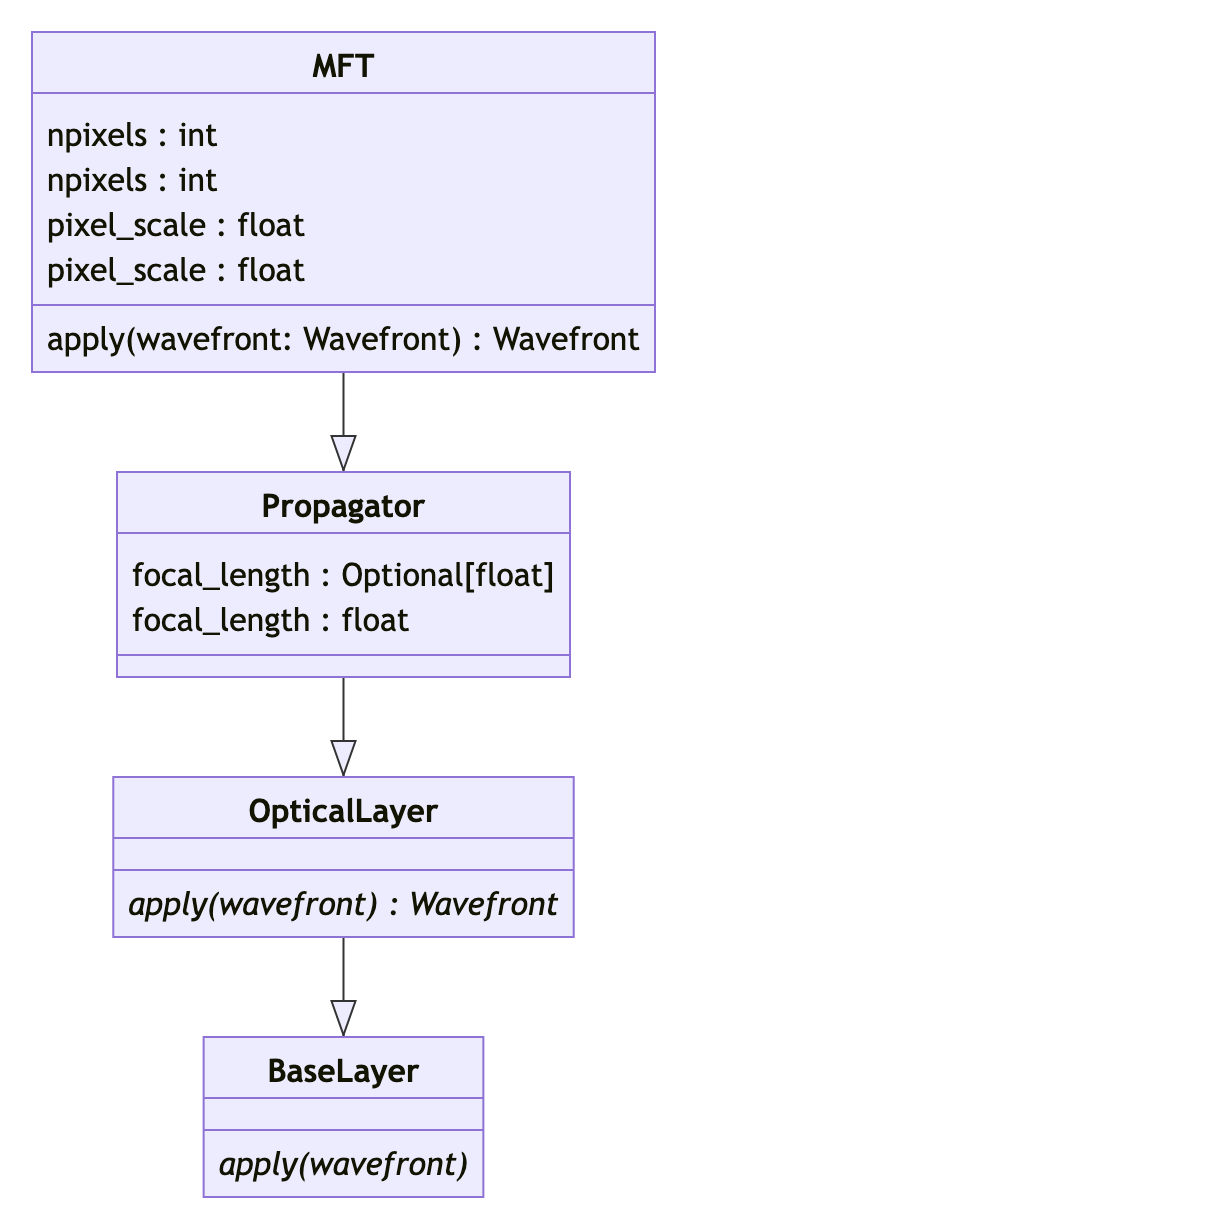 MFT
npixels : int
npixels : int
pixel_scale : float
pixel_scale : float
apply(wavefront: Wavefront) : Wavefront
Propagator
focal_length : Optional[float]
focal_length : float
OpticalLayer
apply(wavefront) : Wavefront
BaseLayer
apply(wavefront)